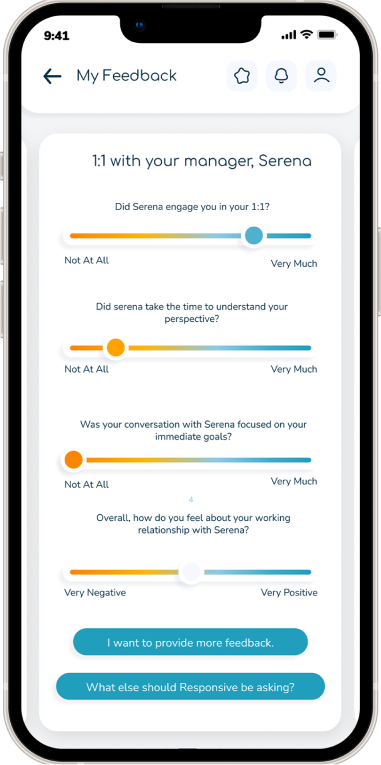 9:41
My Feedback
1:1 with your manager, Serena
Did Serena engage you in your 1:1?
Not At All
Very Much
Did serena take the time to understand your
perspective?
Not At All
Very Much
Was your conversation with Serena focused on your
immediate goals?
Not At All
Very Much
4
Overall, how do you feel about your working
relationship with Serena?
Very Negative
Very Positive
I want to provide more feedback.
What else should Responsive be asking?